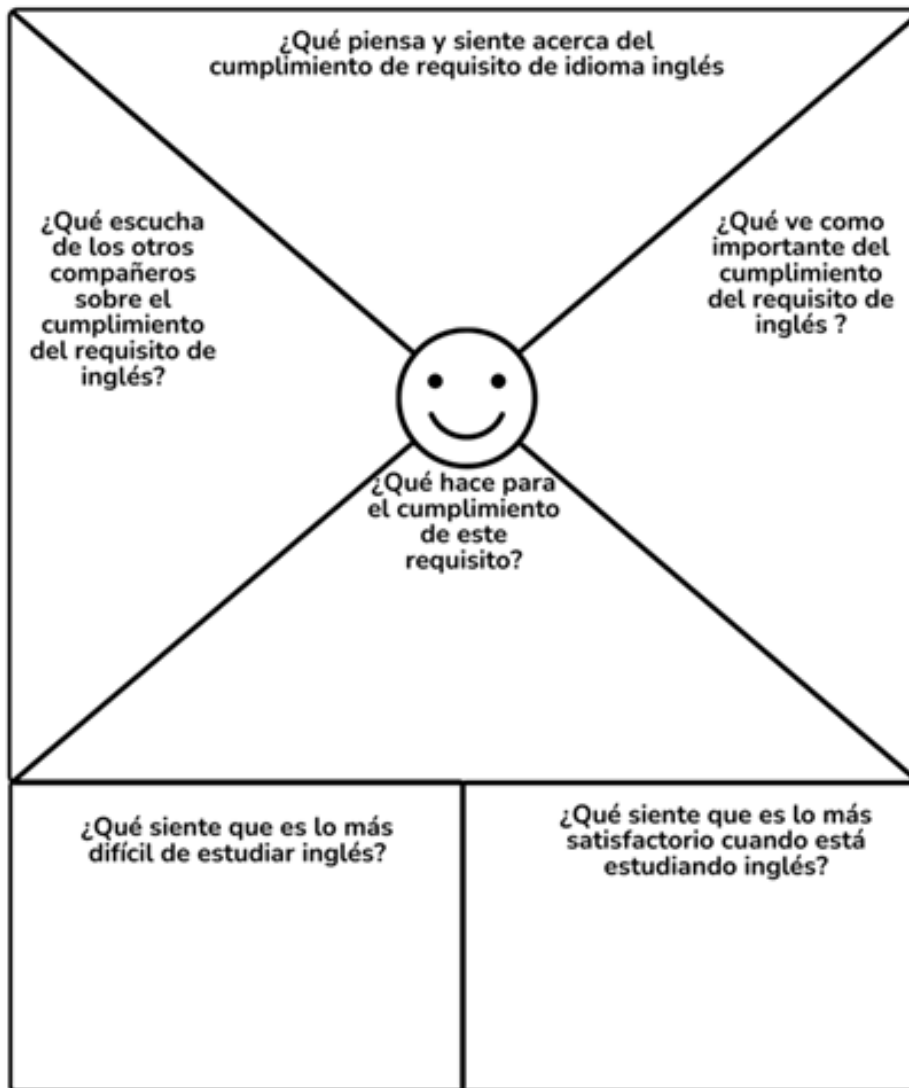 ¿Qué piensa y siente acerca del
cumplimiento de requisito de idioma inglés
¿Qué escucha
de los otros
compañeros
sobre el
cumplimiento
del requisito de
inglés?
¿Qué ve como
importante del
cumplimiento
del requisito de
inglés ?
¿Qué hace para
el cumplimiento
de este
requisito?
¿Qué siente que es lo más
difícil de estudiar inglés?
¿Qué siente que es lo más
satisfactorio cuando está
estudiando inglés?